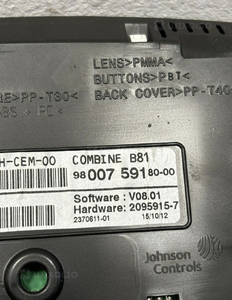 LENS>PMMA<
BUTTONS>PBT<
RE>PP-T30<
BACK COVER>PP-T40
ABS + PC<
H-CEM-00
COMBINE B81
98 007 591 80-00
Software : V08.01
Hardware: 2095915-7
2370611-01 15/10/12
Johnson
Controls